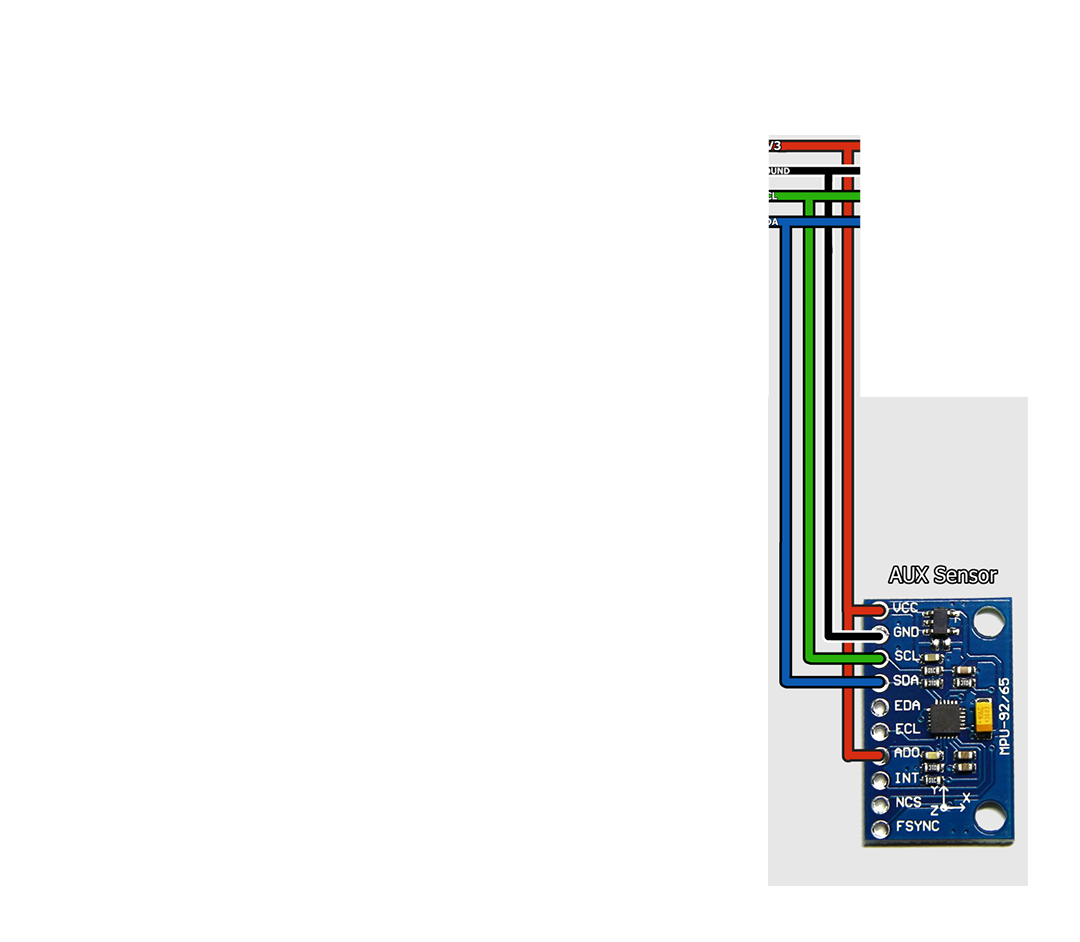 V3
OUND
CL
DA
AUX Sensor
VCC
GND
SCL
SDA
EDA
ECL
ADO
INT
NCS
FSYNC
MPU-92/65
Y
X
Z